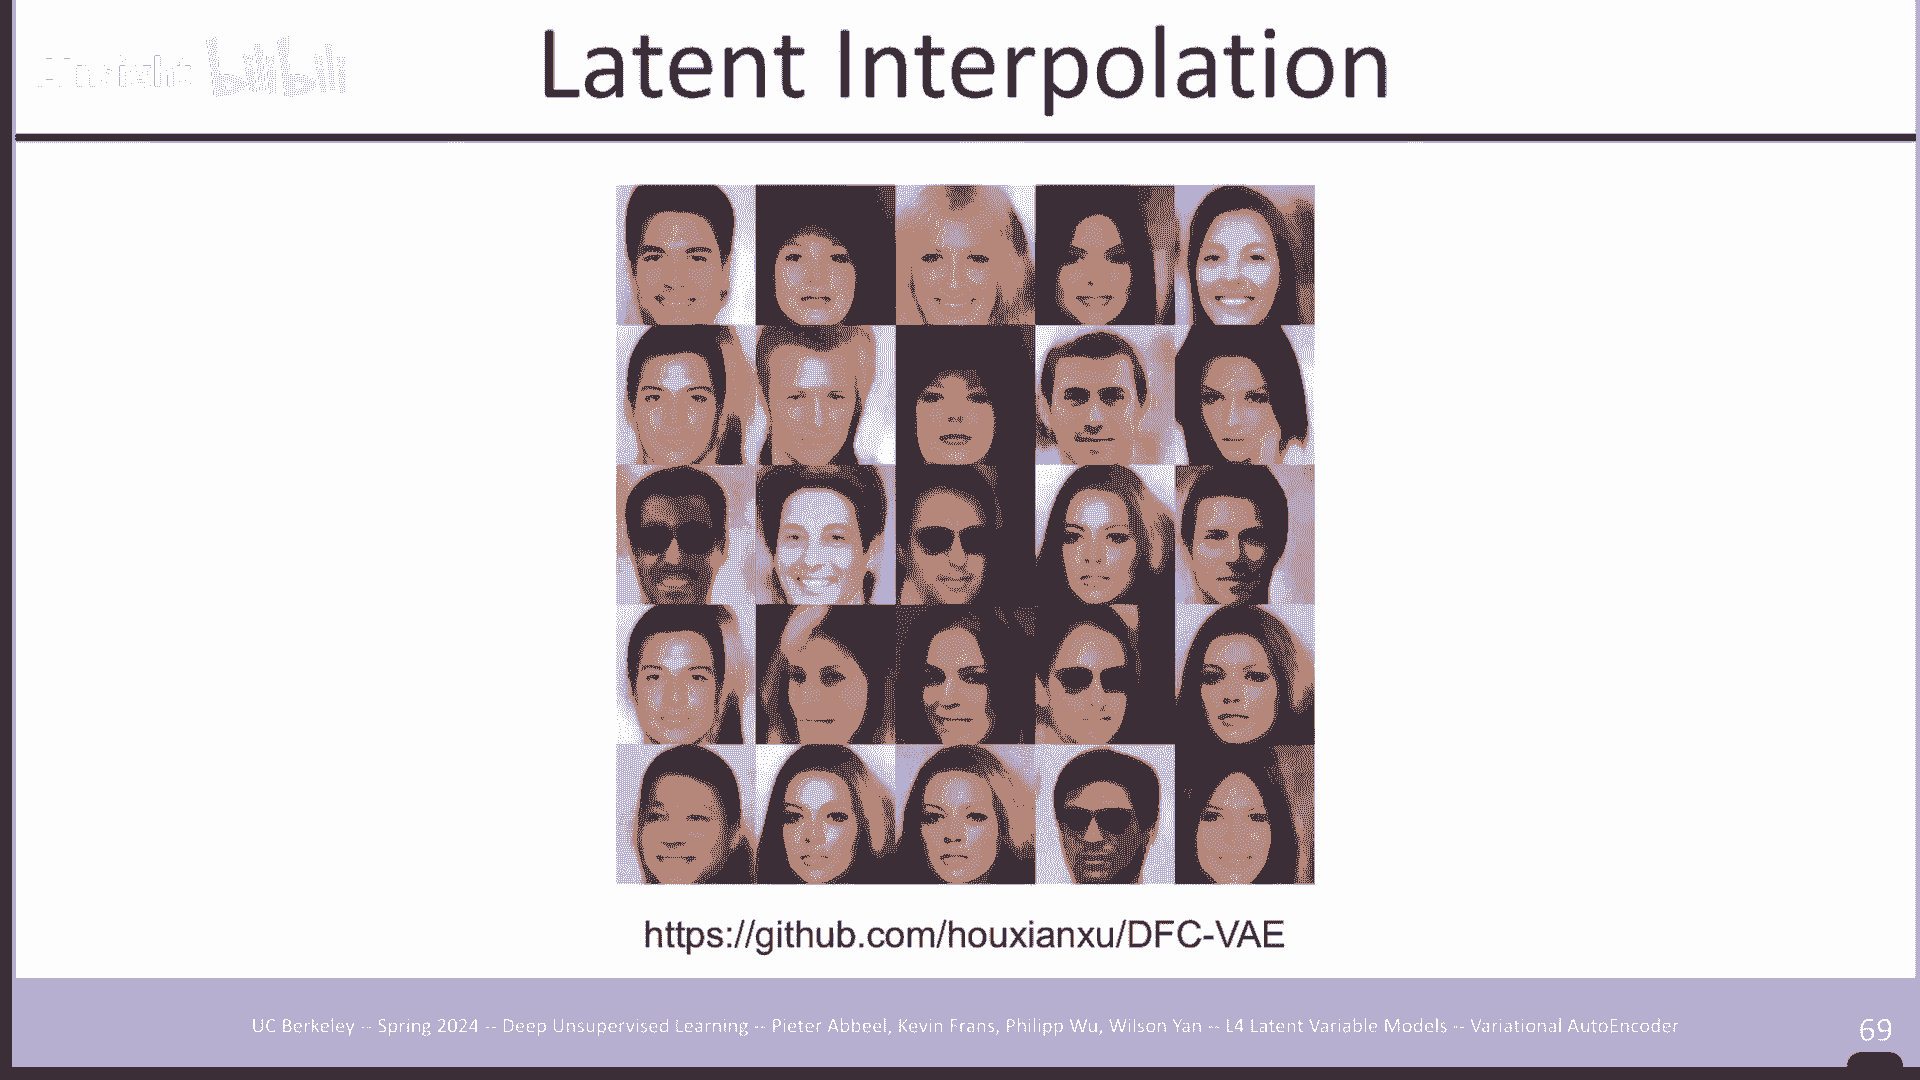 Latent Interpolation
https://github.com/houxianxu/DFC-VAE
UC Berkeley -- Spring 2024 -- Deep Unsupervised Learning -- Pieter Abbeel, Kevin Frans, Philipp Wu, Wilson Yan -- L4 Latent Variable Models -- Variational AutoEncoder
69